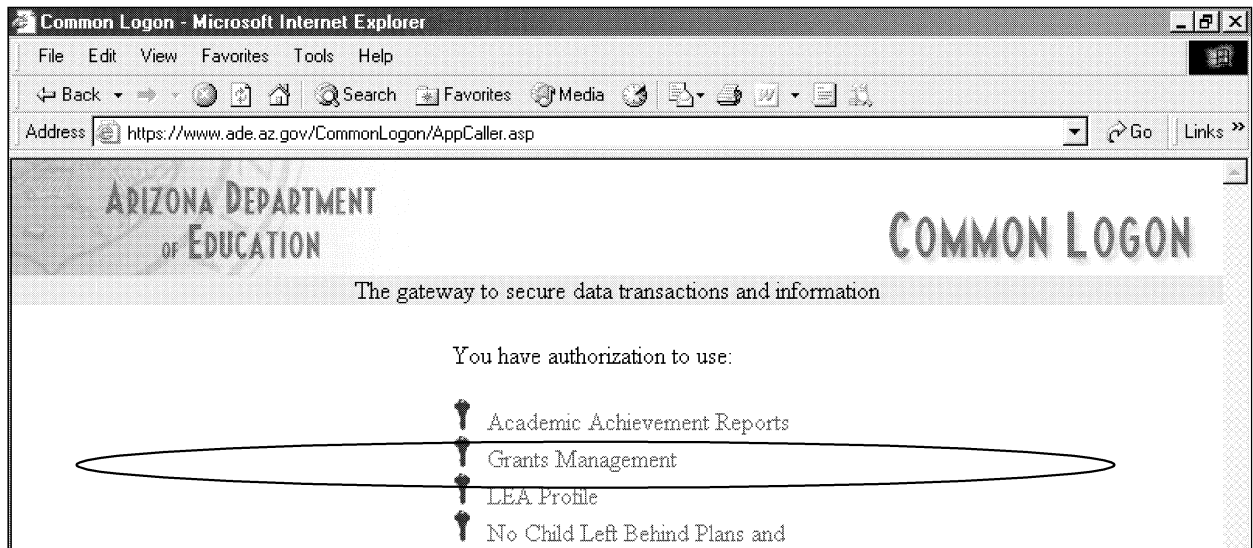 Common Logon - Microsoft Internet Explorer
File Edit View Favorites Tools Help
Back Search Favorites Media
Address https://www.ade.az.gov/CommonLogon/AppCaller.asp Go Links »
ARIZONA DEPARTMENT
OF EDUCATION
COMMON LOGON
The gateway to secure data transactions and information
You have authorization to use:
Academic Achievement Reports
Grants Management
LEA Profile
No Child Left Behind Plans and